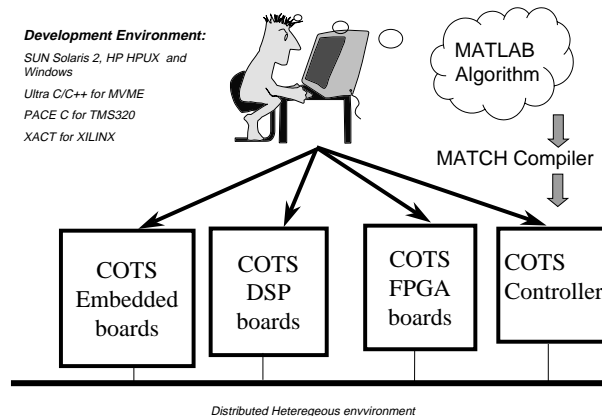 Development Environment:
SUN Solaris 2, HP HPUX and
Windows
Ultra C/C++ for MVME
PACE C for TMS320
XACT for XILINX
MATLAB
Algorithm
MATCH Compiler
COTS
Embedded
boards
COTS
DSP
boards
COTS
FPGA
boards
COTS
Controller
Distributed Heteregeous envvironment